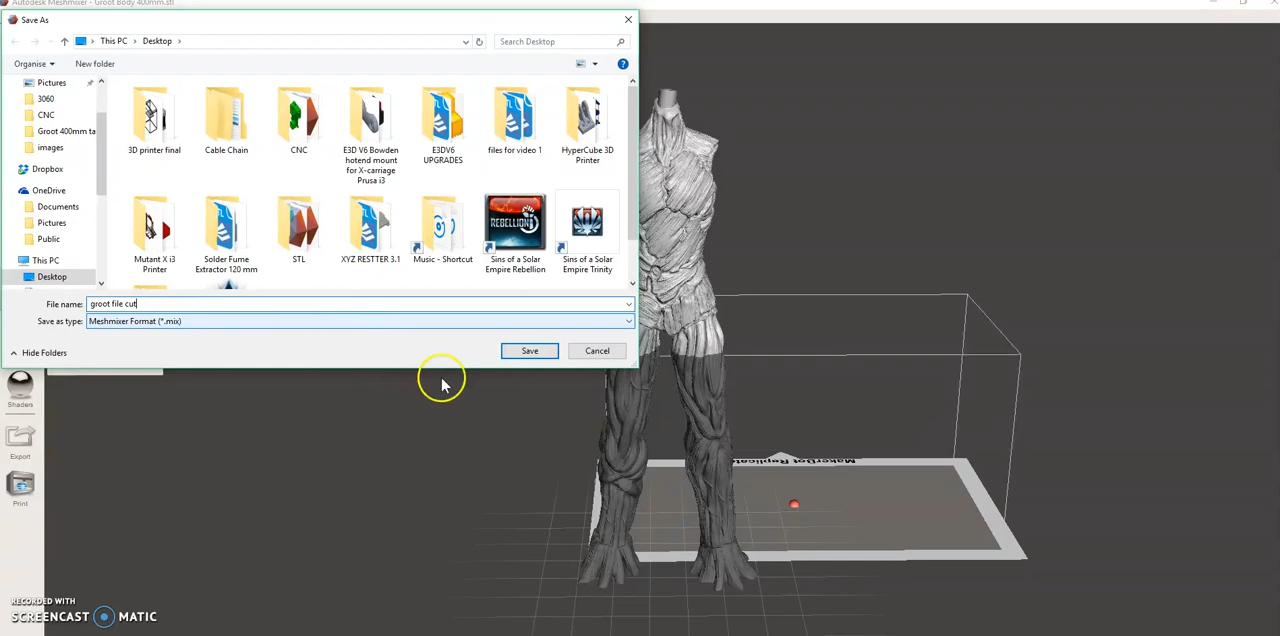 Autodesk Meshmixer - Groot Body 400mm.stl
Save As
This PC > Desktop >
Search Desktop
Organise
New folder
Pictures
3060
CNC
Groot 400mm ta
images
Dropbox
OneDrive
Documents
Pictures
Public
This PC
Desktop
3D printer final
Cable Chain
CNC
E3D V6 Bowden
hotend mount
for X-carriage
Prusa i3
E3DV6
UPGRADES
files for video 1
HyperCube 3D
Printer
Mutant X i3
Printer
Solder Fume
Extractor 120 mm
STL
XYZ RESTTER 3.1
Music - Shortcut
REBELLION
Sins of a Solar
Empire Rebellion
Sins of a Solar
Empire Trinity
File name: groot file cut
Save as type: Meshmixer Format (*.mix)
Hide Folders
Save
Cancel
Shaders
Export
Print
MakerBot Replicato
RECORDED WITH
SCREENCAST MATIC